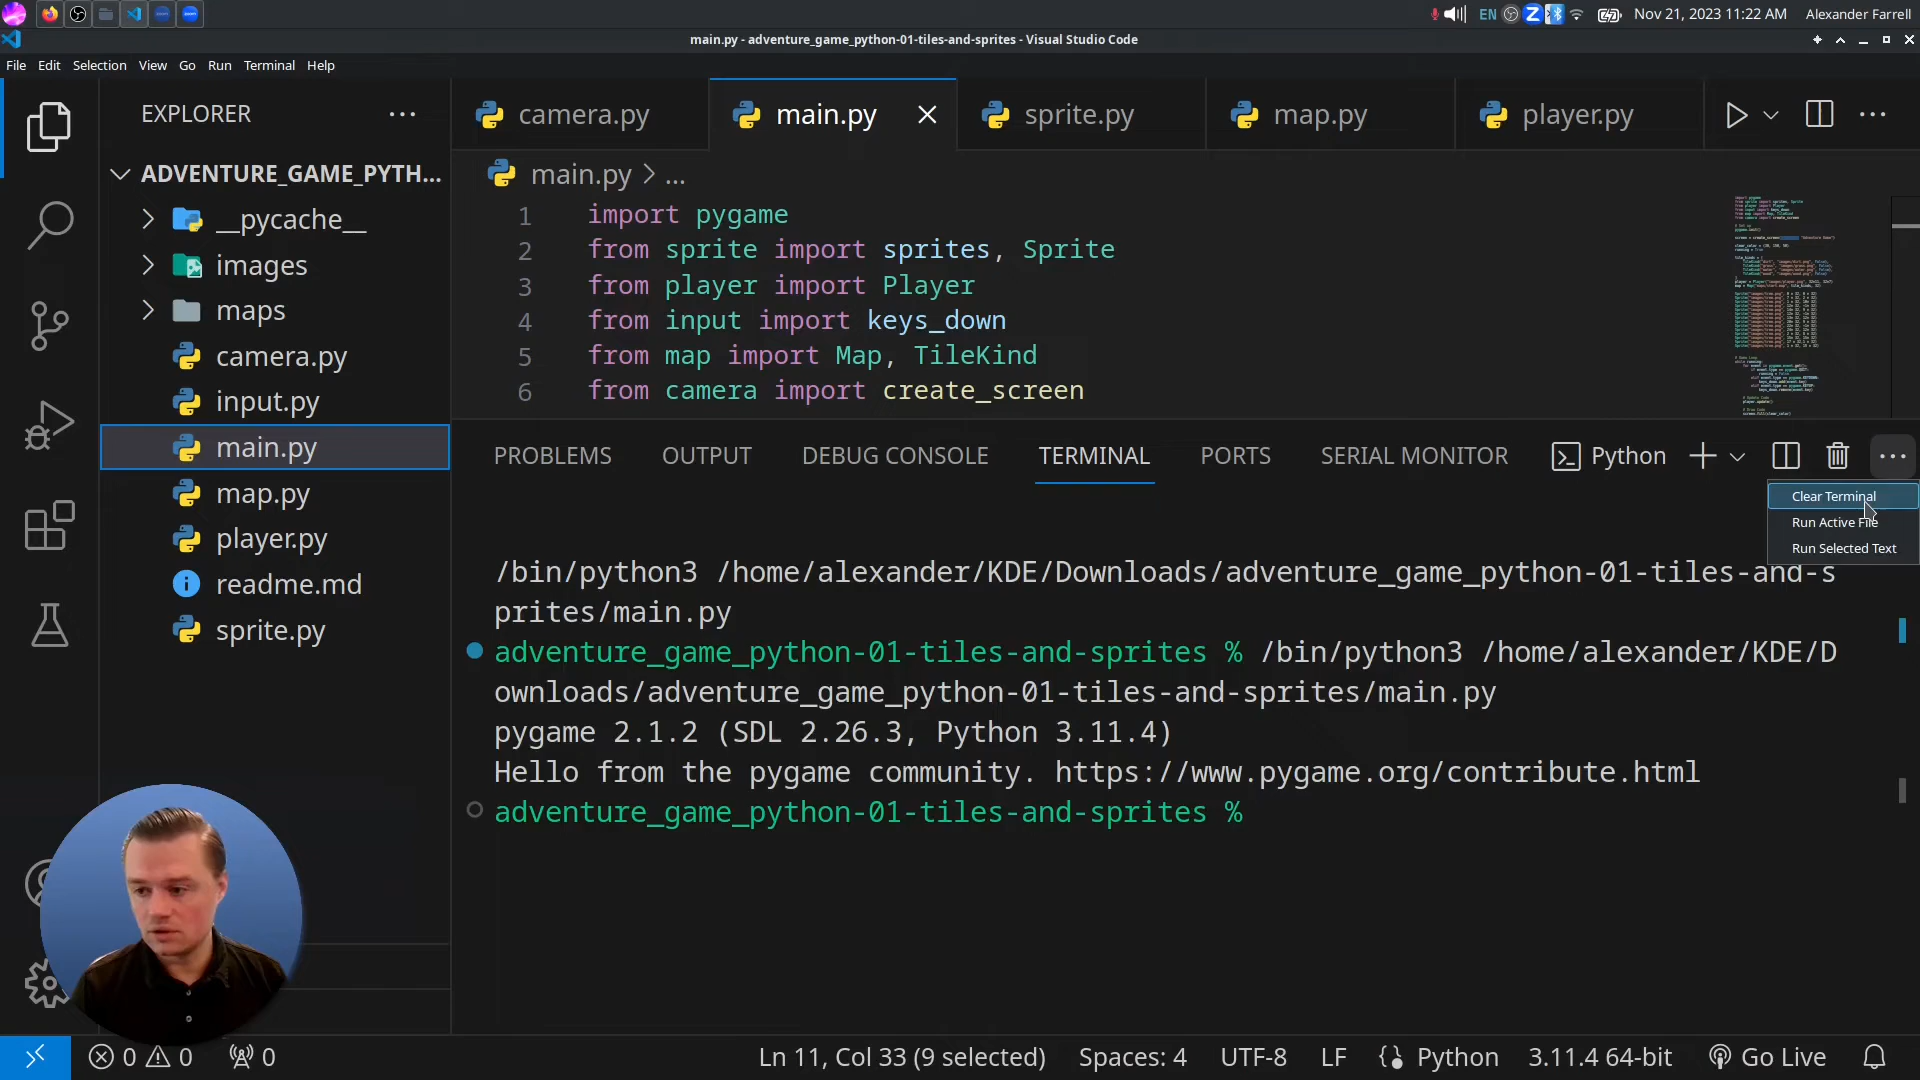 EN
Nov 21, 2023 11:22 AM
Alexander Farrell
main.py - adventure_game_python-01-tiles-and-sprites - Visual Studio Code
File Edit Selection View Go Run Terminal Help
EXPLORER
camera.py
main.py
sprite.py
map.py
player.py
ADVENTURE_GAME_PYTH...
__pycache__
images
maps
camera.py
input.py
main.py
map.py
player.py
readme.md
sprite.py
main.py > ...
1 import pygame
2 from sprite import sprites, Sprite
3 from player import Player
4 from input import keys_down
5 from map import Map, TileKind
6 from camera import create_screen
PROBLEMS OUTPUT DEBUG CONSOLE TERMINAL PORTS SERIAL MONITOR Python
Clear Terminal
Run Active File
Run Selected Text
/bin/python3 /home/alexander/KDE/Downloads/adventure_game_python-01-tiles-and-s
prites/main.py
adventure_game_python-01-tiles-and-sprites % /bin/python3 /home/alexander/KDE/D
ownloads/adventure_game_python-01-tiles-and-sprites/main.py
pygame 2.1.2 (SDL 2.26.3, Python 3.11.4)
Hello from the pygame community. https://www.pygame.org/contribute.html
adventure_game_python-01-tiles-and-sprites %
0 0 0 Ln 11, Col 33 (9 selected) Spaces: 4 UTF-8 LF Python 3.11.4 64-bit Go Live